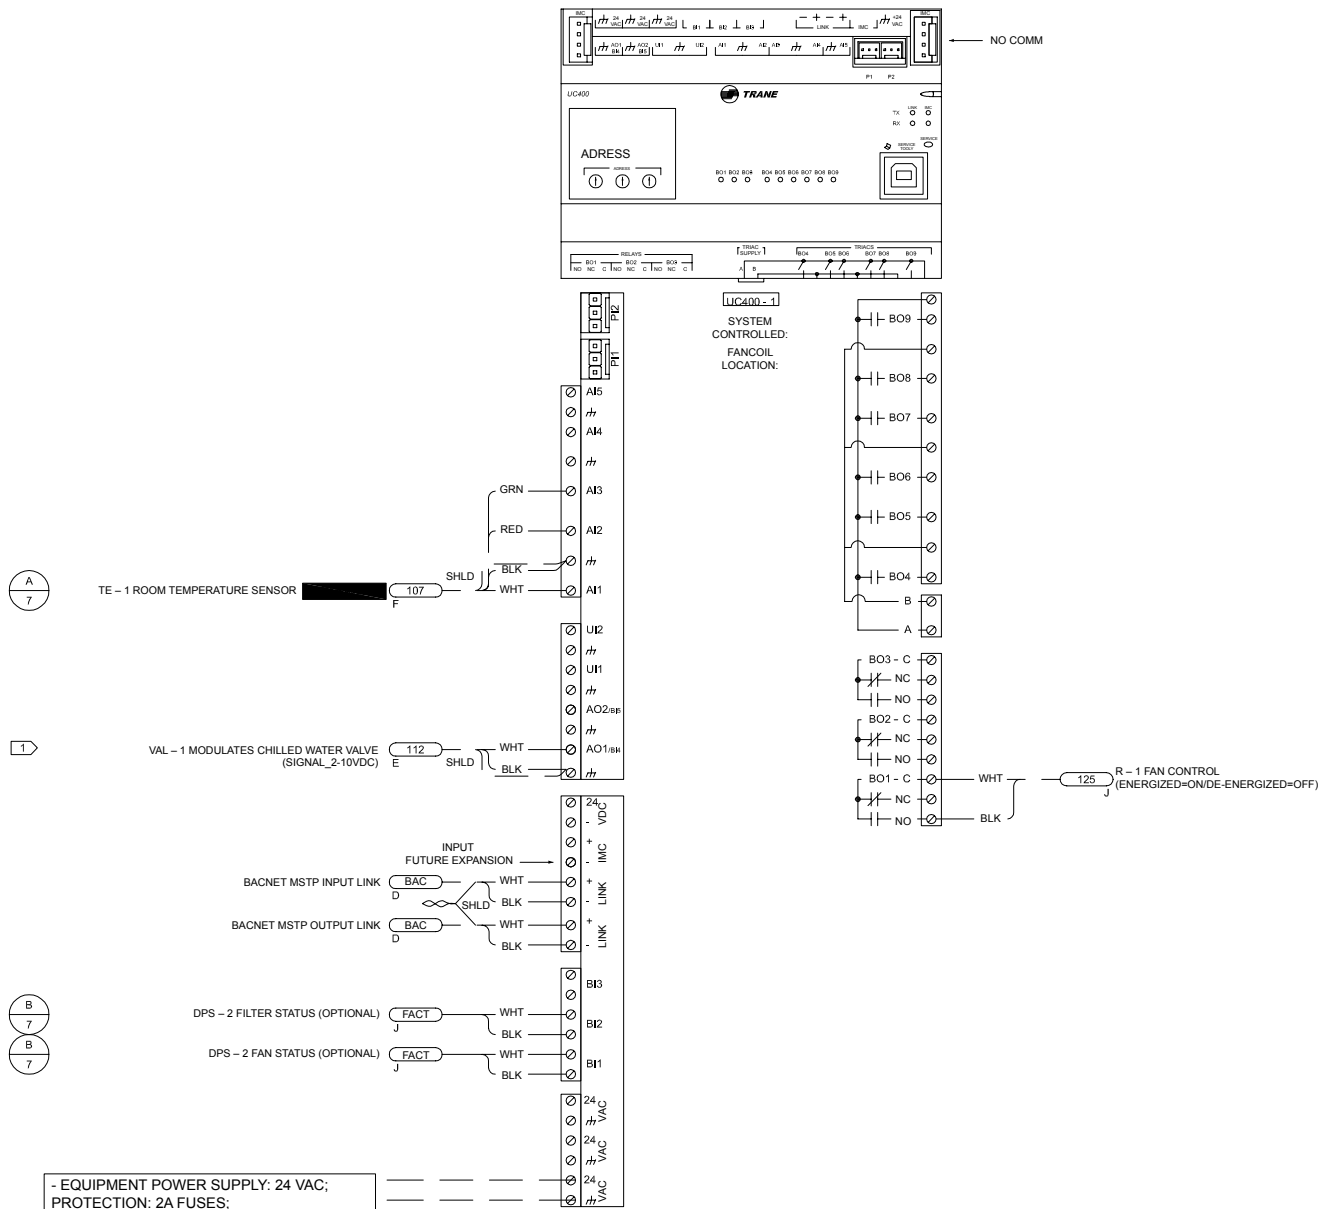 IMC
24 VAC
24 VAC
24 VAC
BI1 BI2 BI3
- + - +
LINK
IMC
+24 VAC
IMC
NO COMM
AO1 BI4
AO2 BI5
UI1 UI2
AI1 AI2 AI3 AI4 AI5
P1 P2
UC400
TRANE
LINK IMC
TX
RX
SERVICE
SERVICE TOOLY
ADRESS
ADRESS
BO1 BO2 BO3 BO4 BO5 BO6 BO7 BO8 BO9
RELAYS
BO1 BO2 BO3
NO NC C NO NC C NO NC C
TRIAC SUPPLY
A B
TRIACS
BO4 BO5 BO6 BO7 BO8 BO9
UC400 - 1
SYSTEM
CONTROLLED:
FANCOIL
LOCATION:
PI2
PI1
AI5
AI4
GRN AI3
RED AI2
BLK
SHLD
A
7
TE – 1 ROOM TEMPERATURE SENSOR 107 WHT AI1
F
UI2
UI1
AO2/BI5
1
VAL – 1 MODULATES CHILLED WATER VALVE 112 WHT AO1/BI4
(SIGNAL_2-10VDC) E SHLD
BLK
24 VDC
-
INPUT
FUTURE EXPANSION
+ - IMC
BACNET MSTP INPUT LINK BAC WHT + LINK
D SHLD BLK -
BACNET MSTP OUTPUT LINK BAC WHT + LINK
D BLK -
BI3
B
7
DPS – 2 FILTER STATUS (OPTIONAL) FACT WHT BI2
J BLK
B
7
DPS – 2 FAN STATUS (OPTIONAL) FACT WHT BI1
J BLK
24 VAC
24 VAC
24 VAC
- EQUIPMENT POWER SUPPLY: 24 VAC;
PROTECTION: 2A FUSES;
BO9
BO8
BO7
BO6
BO5
BO4
B
A
BO3 - C
NC
NO
BO2 - C
NC
NO
BO1 - C WHT
NC
NO BLK
125
J
R – 1 FAN CONTROL
(ENERGIZED=ON/DE-ENERGIZED=OFF)